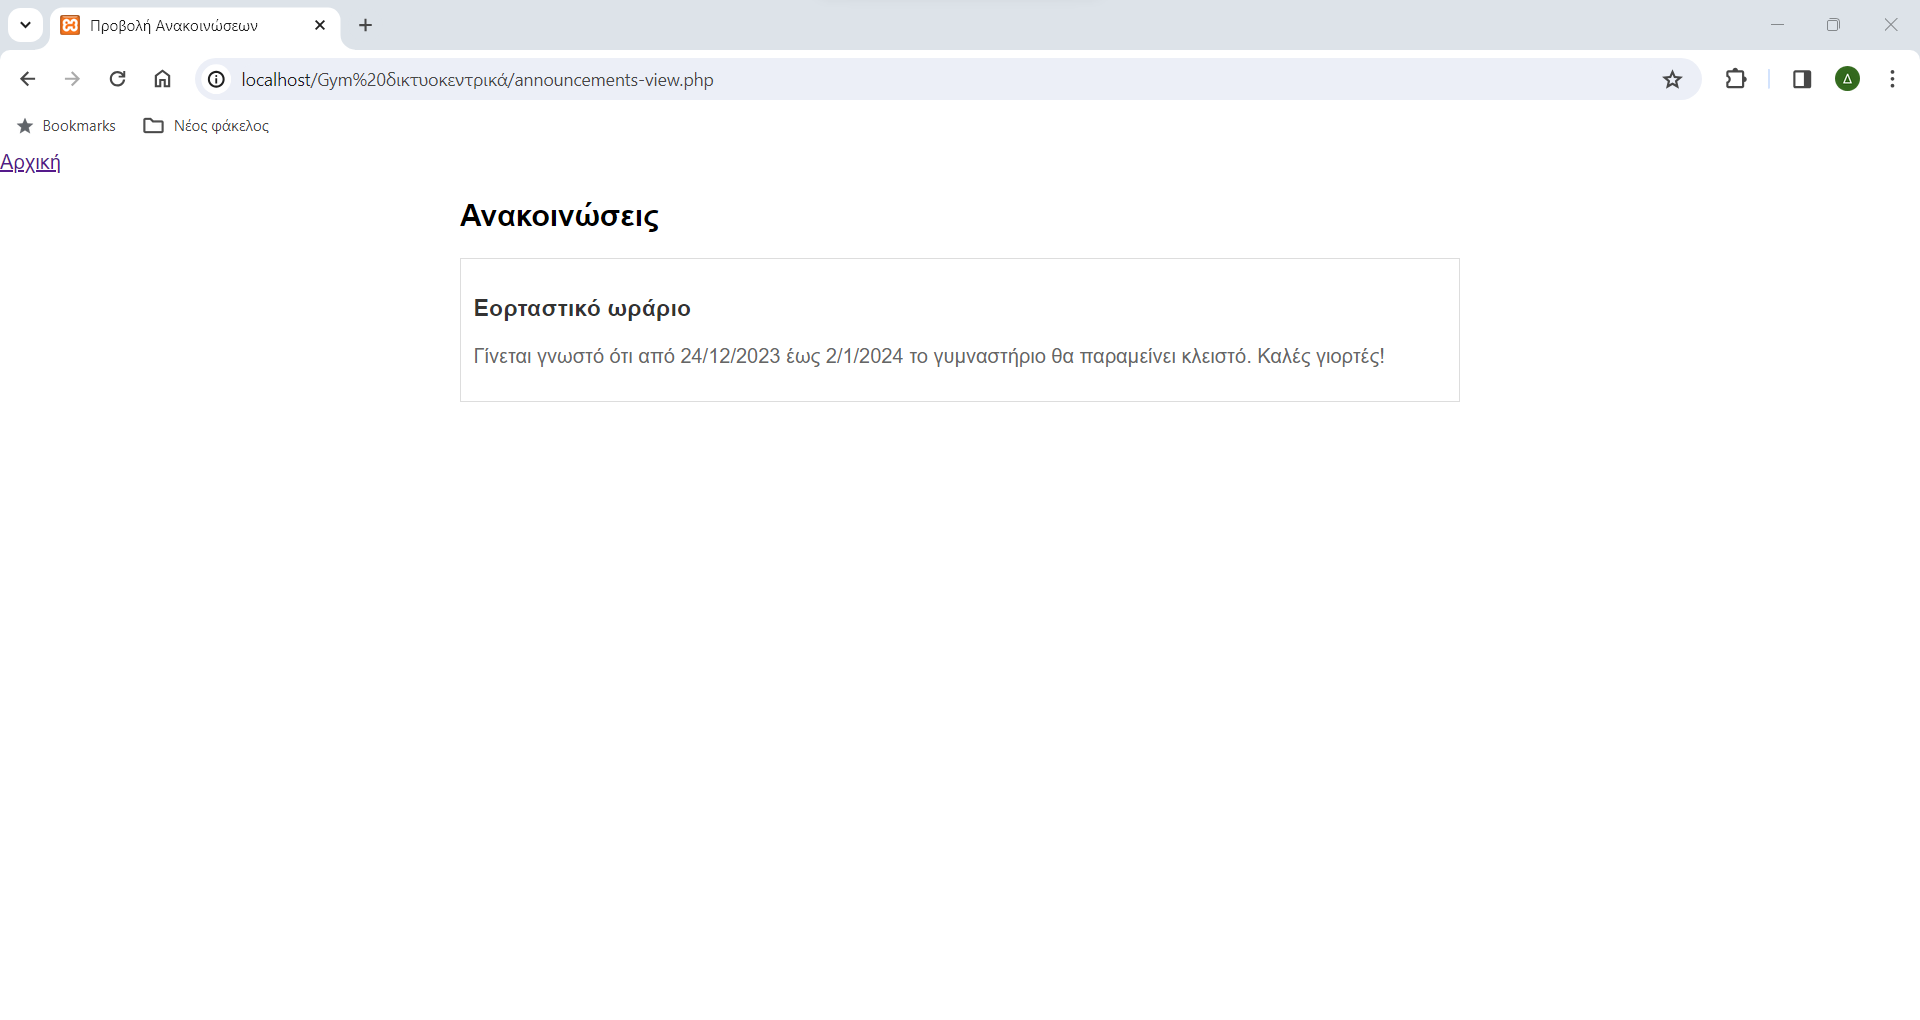 Προβολή Ανακοινώσεων
localhost/Gym%20δικτυοκεντρικά/announcements-view.php
Δ
Bookmarks
Νέος φάκελος
Αρχική
Ανακοινώσεις
Εορταστικό ωράριο
Γίνεται γνωστό ότι από 24/12/2023 έως 2/1/2024 το γυμναστήριο θα παραμείνει κλειστό. Καλές γιορτές!